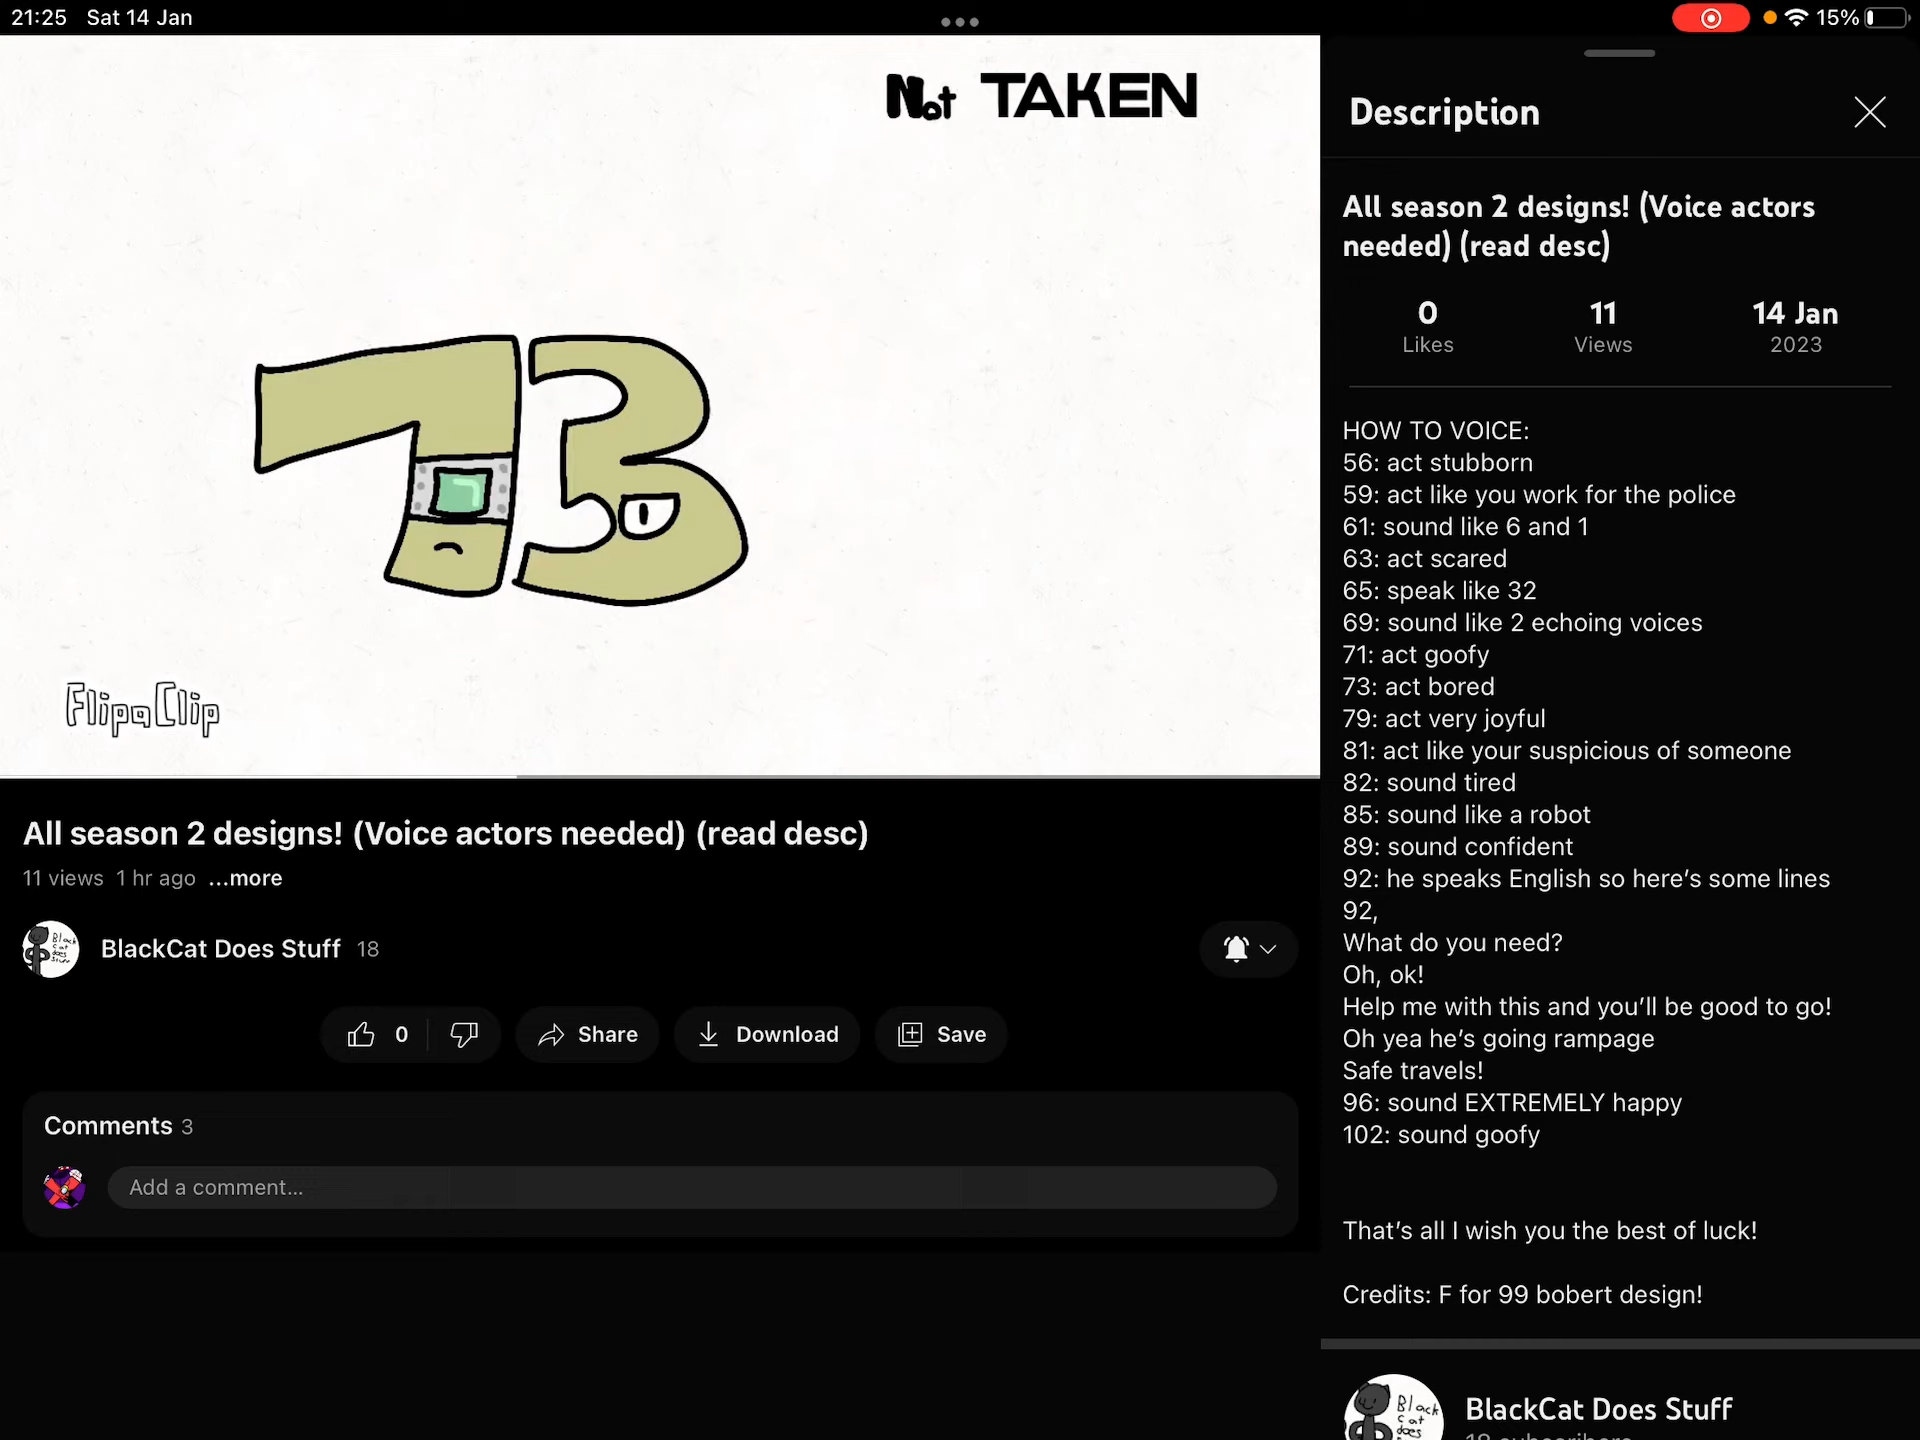 21:25 Sat 14 Jan
15%
Not TAKEN
73
FlipaClip
All season 2 designs! (Voice actors needed) (read desc)
11 views 1 hr ago ...more
BlackCat Does Stuff 18
0
Share
Download
Save
Comments 3
Add a comment...
Description
All season 2 designs! (Voice actors
needed) (read desc)
0 11 14 Jan
Likes Views 2023
HOW TO VOICE:
56: act stubborn
59: act like you work for the police
61: sound like 6 and 1
63: act scared
65: speak like 32
69: sound like 2 echoing voices
71: act goofy
73: act bored
79: act very joyful
81: act like your suspicious of someone
82: sound tired
85: sound like a robot
89: sound confident
92: he speaks English so here’s some lines
92,
What do you need?
Oh, ok!
Help me with this and you’ll be good to go!
Oh yea he’s going rampage
Safe travels!
96: sound EXTREMELY happy
102: sound goofy
That’s all I wish you the best of luck!
Credits: F for 99 bobert design!
Black
cat
does
BlackCat Does Stuff
18 subscribers